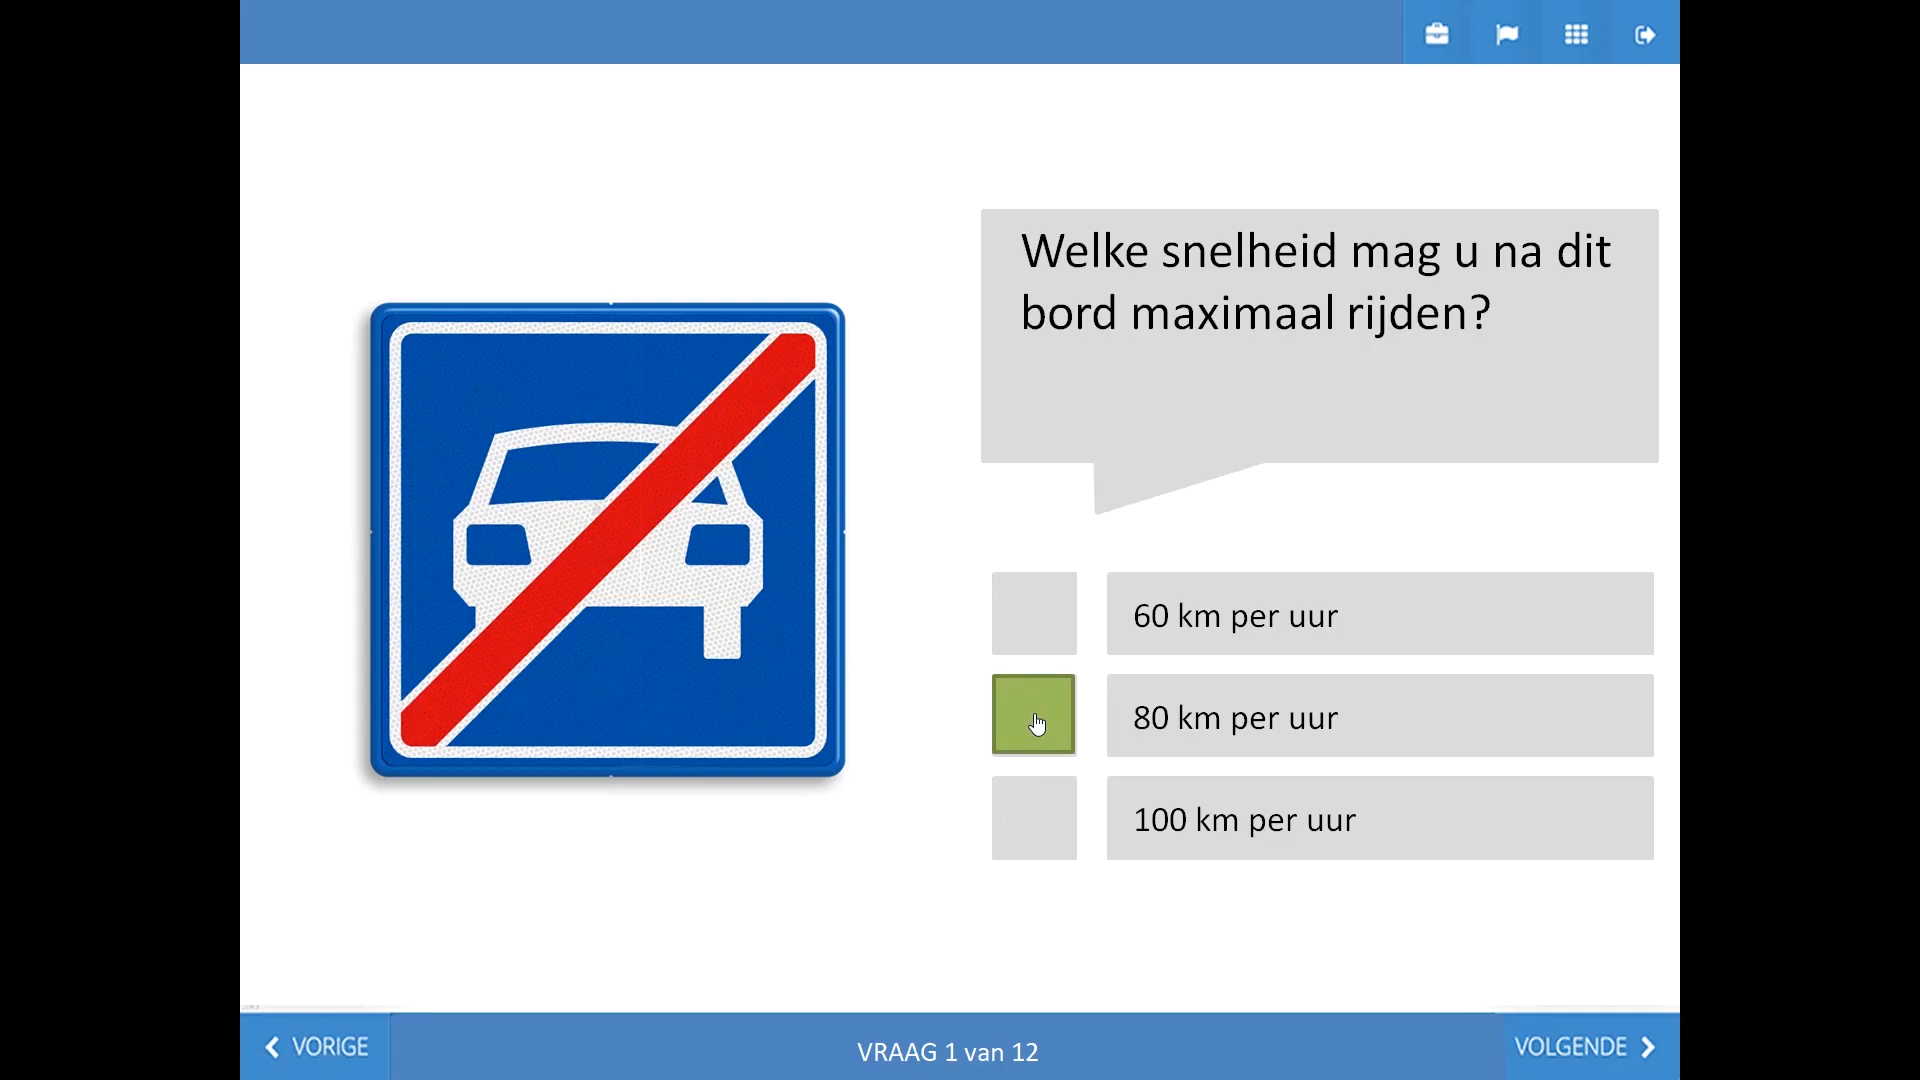 Welke snelheid mag u na dit
bord maximaal rijden?
60 km per uur
80 km per uur
100 km per uur
VORIGE
VRAAG 1 van 12
VOLGENDE